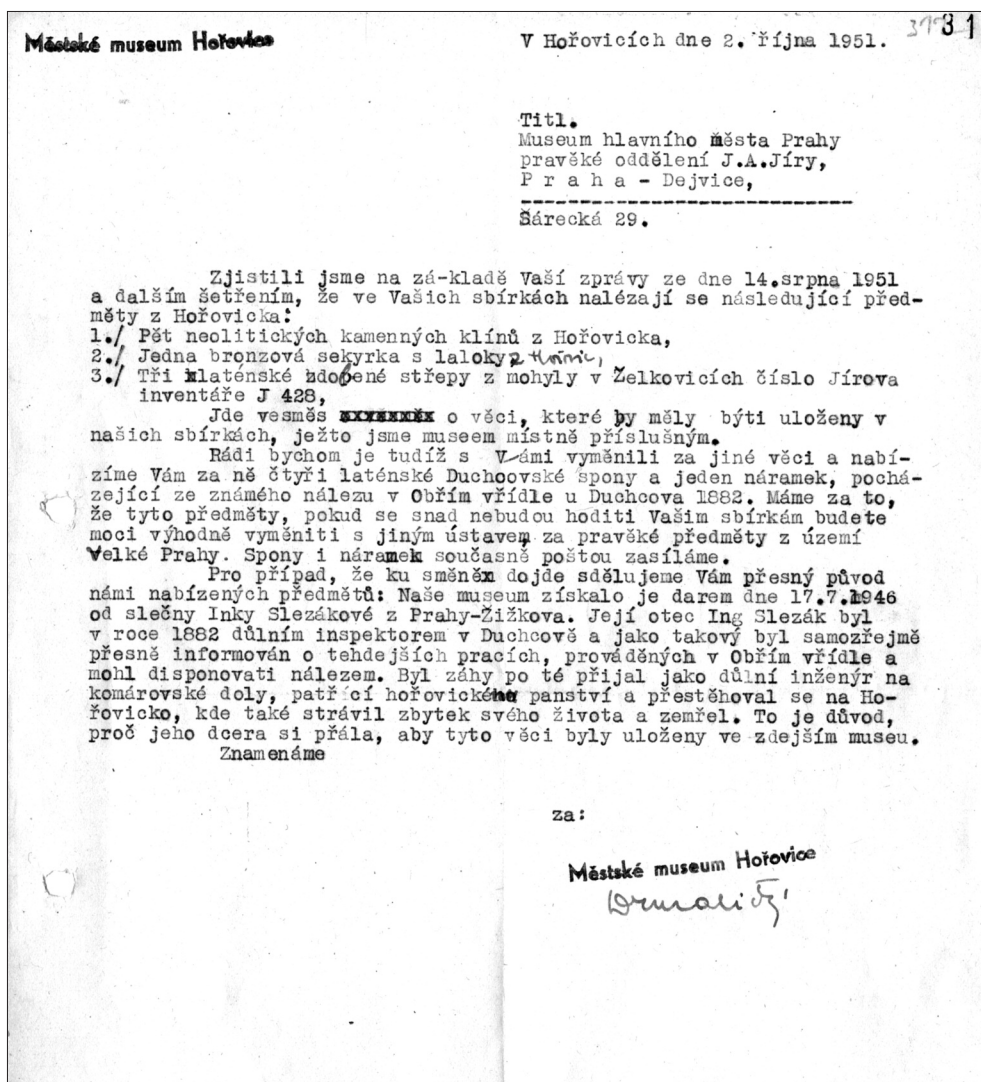 Městské museum Hořovice
V Hořovicích dne 2. října 1951.
31
Titl.
Museum hlavního města Prahy
pravěké oddělení J.A.Jíry,
P r a h a - Dejvice,
----------------------------
Šárecká 29.
Zjistili jsme na zá-kladě Vaší zprávy ze dne 14.srpna 1951
a dalším šetřením, že ve Vašich sbírkách nalézají se následující před-
měty z Hořovicka:
1./ Pět neolitických kamenných klínů z Hořovicka,
2./ Jedna bronzová sekyrka s laloky
3./ Tři laténské zdobené střepy z mohyly v Želkovicích číslo Jírova
inventáře J 428,
Jde vesměs xxxxxxxx o věci, které by měly býti uloženy v
našich sbírkách, ježto jsme museem místně příslušným.
Rádi bychom je tudíž s Vámi vyměnili za jiné věci a nabí-
zíme Vám za ně čtyři laténské Duchoovské spony a jeden náramek, pochá-
zející ze známého nálezu v Obřím vřídle u Duchcova 1882. Máme za to,
že tyto předměty, pokud se snad nebudou hoditi Vašim sbírkám budete
moci výhodně vyměniti s jiným ústavem za pravěké předměty z území
Velké Prahy. Spony i náramek současně poštou zasíláme.
Pro případ, že ku směně dojde sdělujeme Vám přesný původ
námi nabízených předmětů: Naše museum získalo je darem dne 17.7.1946
od slečny Inky Slezákové z Prahy-Žižkova. Její otec Ing Slezák byl
v roce 1882 důlním inspektorem v Duchcově a jako takový byl samozřejmě
přesně informován o tehdejších pracích, prováděných v Obřím vřídle a
mohl disponovati nálezem. Byl záhy po té přijal jako důlní inženýr na
komárovské doly, patřící hořovického panství a přestěhoval se na Ho-
řovicko, kde také strávil zbytek svého života a zemřel. To je důvod,
proč jeho dcera si přála, aby tyto věci byly uloženy ve zdejším museu.
Znamenáme
za:
Městské museum Hořovice